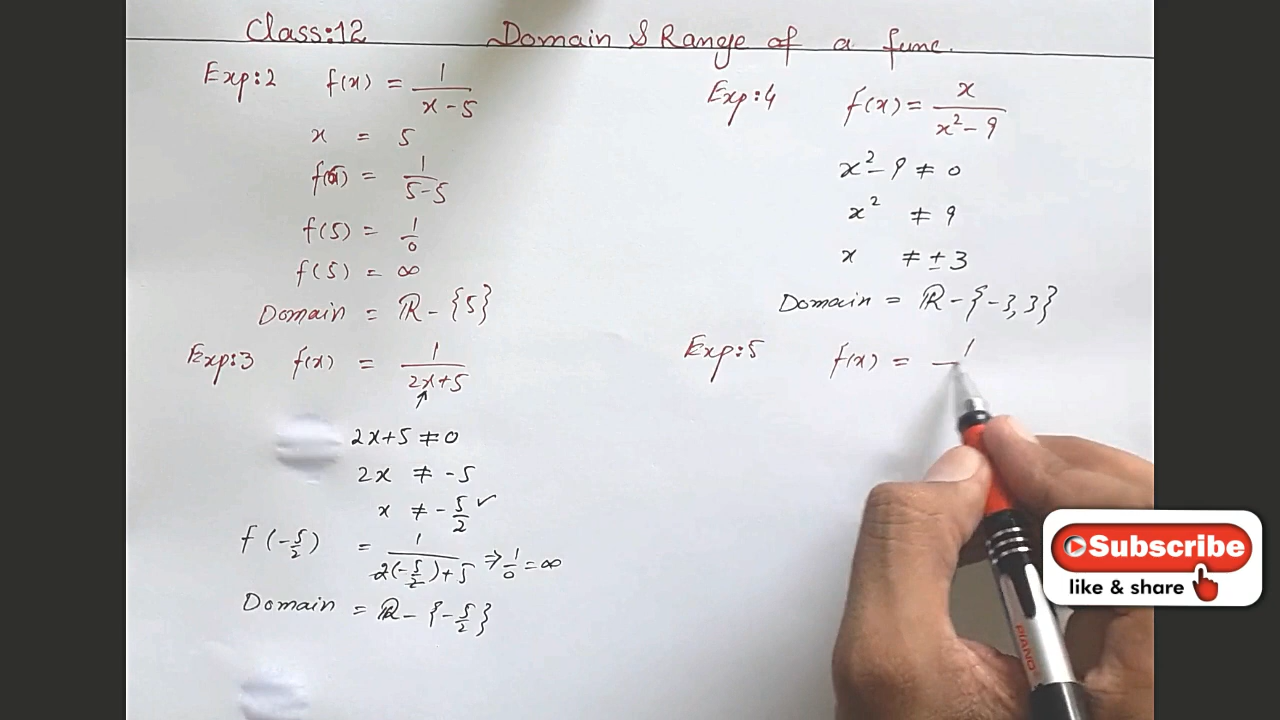 Class:12 Domain & Range of a func.
Exp:2 f(x) = 1/(x-5)
x = 5
f(5) = 1/(5-5)
f(5) = 1/0
f(5) = ∞
Domain = ℝ - {5}
Exp:3 f(x) = 1/(2x+5)
↑
2x+5 ≠ 0
2x ≠ -5
x ≠ -5/2 ✓
f(-5/2) = 1/(2(-5/2)+5) ⇒ 1/0 = ∞
Domain = ℝ - {-5/2}
Exp:4 f(x) = x/(x²-9)
x²-9 ≠ 0
x² ≠ 9
x ≠ ±3
Domain = ℝ - {-3,3}
Exp:5 f(x) = 1/
PIANO
Subscribe
like & share